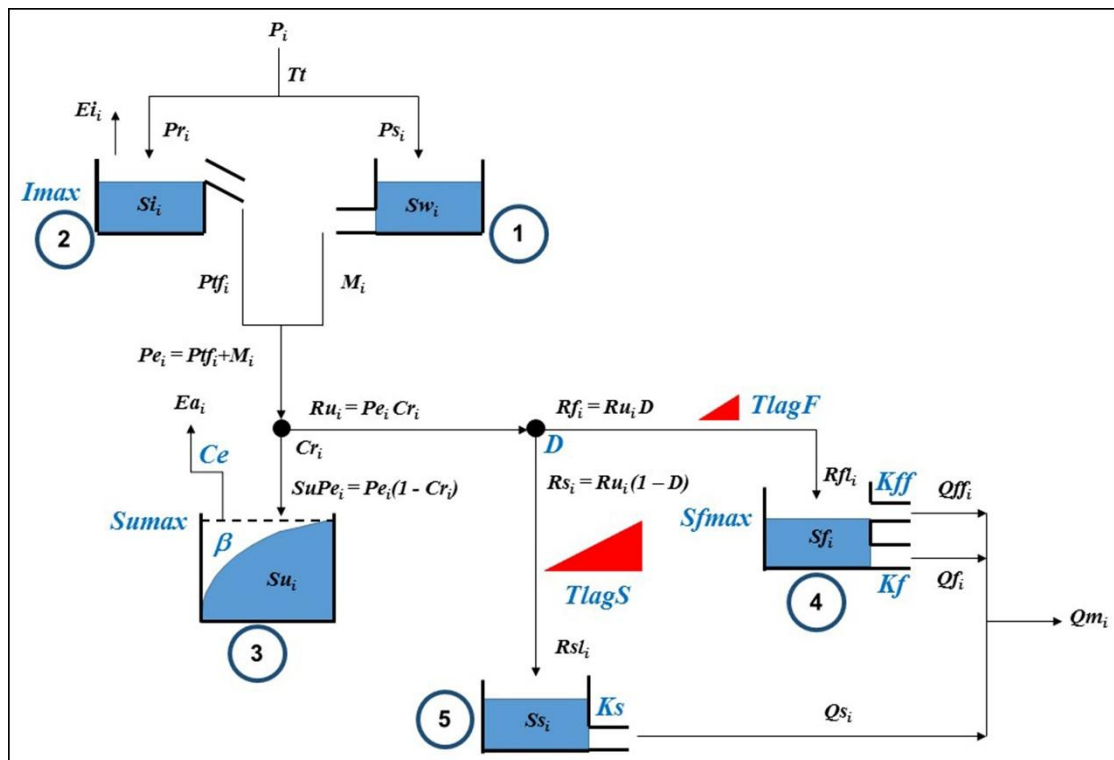 P_i
Tt
Ei_i
Pr_i
Ps_i
Imax
Si_i
Sw_i
2
1
Ptf_i
M_i
Pe_i = Ptf_i+M_i
Ea_i
Ru_i = Pe_i Cr_i
Rf_i = Ru_i D
TlagF
Ce
Cr_i
D
SuPe_i = Pe_i(1 - Cr_i)
Rs_i = Ru_i(1 – D)
Rfl_i
Kff
Qff_i
Sumax
Sfmax
β
Sf_i
Su_i
TlagS
Kf
Qf_i
4
3
Qm_i
Rsl_i
5
Ss_i
Ks
Qs_i